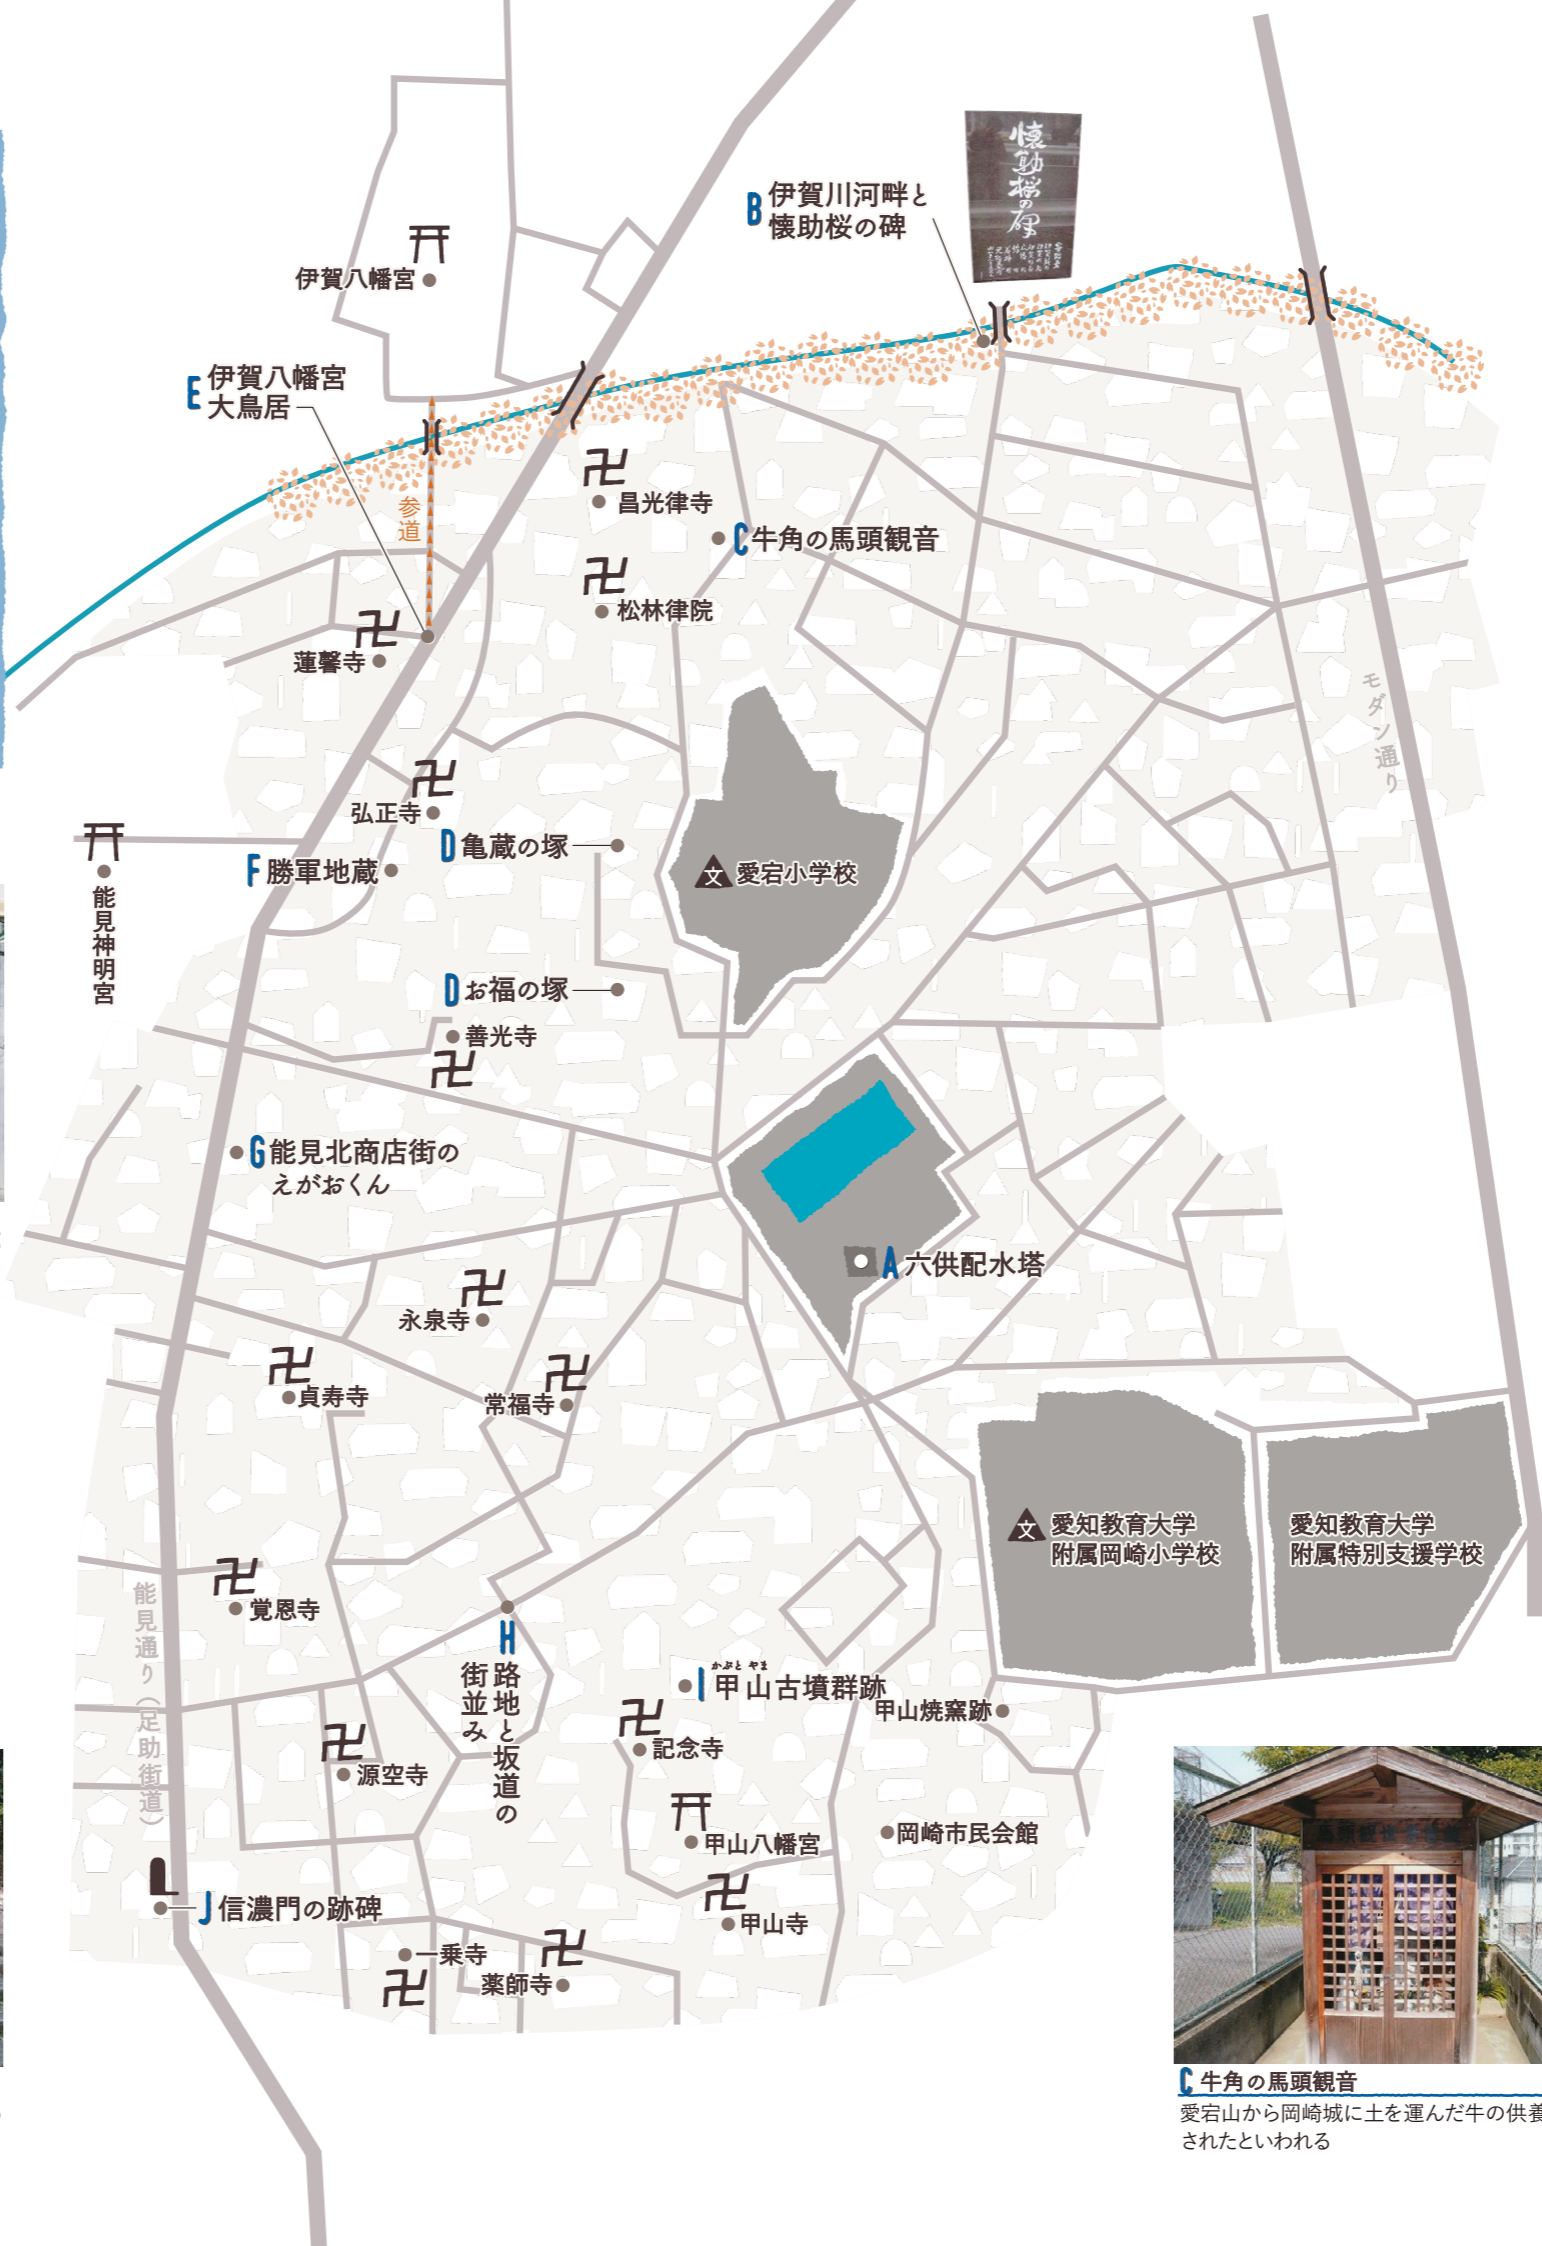 懐助桜の碑
B 伊賀川河畔と
懐助桜の碑
伊賀八幡宮
E 伊賀八幡宮
大鳥居
参道
昌光律寺
C 牛角の馬頭観音
松林律院
蓮馨寺
モダン通り
弘正寺
D 亀蔵の塚
F 勝軍地蔵
文 愛宕小学校
能見神明宮
D お福の塚
善光寺
G 能見北商店街の
えがおくん
A 六供配水塔
永泉寺
貞寿寺
常福寺
文 愛知教育大学
附属岡崎小学校
愛知教育大学
附属特別支援学校
覚恩寺
能見通り（足助街道）
H
路地と坂道の
街並み
かぶと やま
I 甲山古墳群跡
甲山焼窯跡
記念寺
源空寺
甲山八幡宮
岡崎市民会館
J 信濃門の跡碑
甲山寺
一乗寺
薬師寺
C 牛角の馬頭観音
愛宕山から岡崎城に土を運んだ牛の供養
されたといわれる